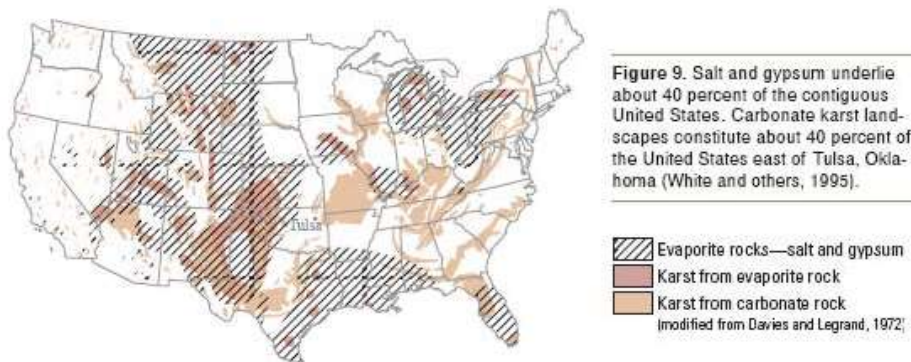 Tulsa
Figure 9. Salt and gypsum underlie
about 40 percent of the contiguous
United States. Carbonate karst land-
scapes constitute about 40 percent of
the United States east of Tulsa, Okla-
homa (White and others, 1995).
Evaporite rocks—salt and gypsum
Karst from evaporite rock
Karst from carbonate rock
(modified from Davies and Legrand, 1972)